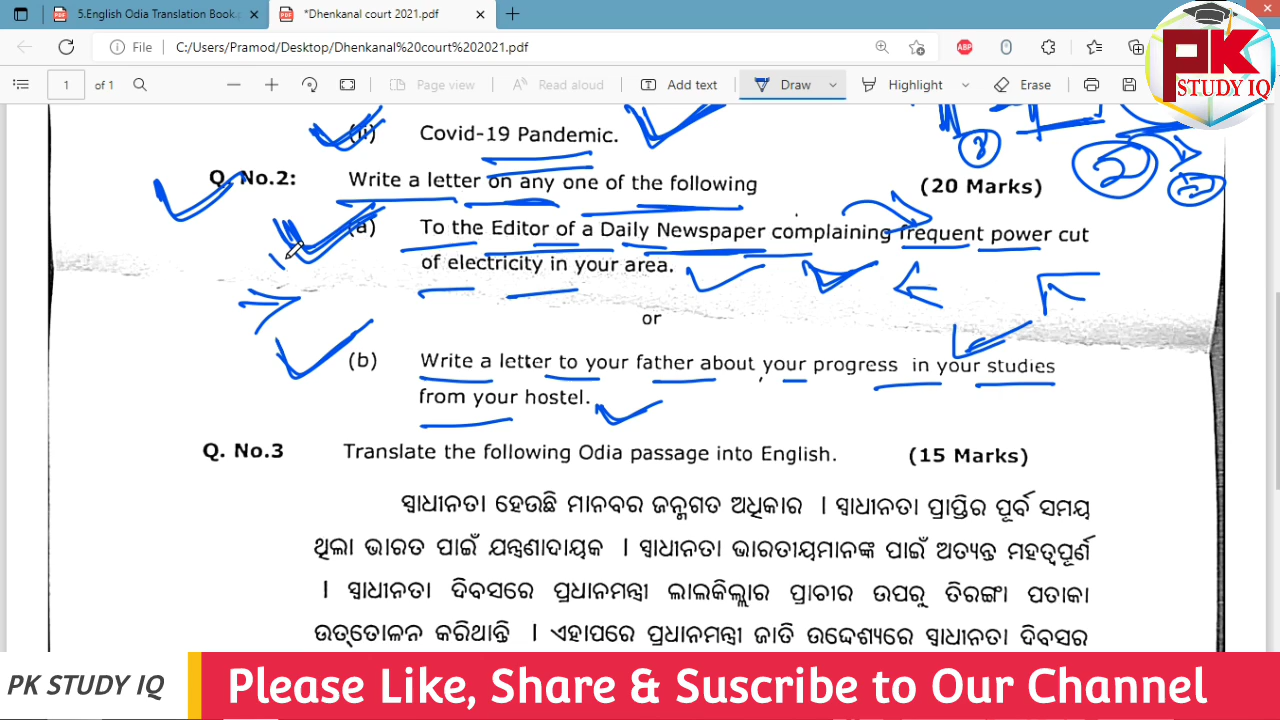 5.English Odia Translation Book.p
*Dhenkanal court 2021.pdf
File
C:/Users/Pramod/Desktop/Dhenkanal%20court%202021.pdf
1 of 1
Page view
Read aloud
Add text
Draw
Highlight
Erase
ABP
PK
STUDY IQ
(ii) Covid-19 Pandemic.
Q. No.2: Write a letter on any one of the following (20 Marks)
(a) To the Editor of a Daily Newspaper complaining frequent power cut
of electricity in your area.
or
(b) Write a letter to your father about your progress in your studies
from your hostel.
Q. No.3 Translate the following Odia passage into English. (15 Marks)
ସ୍ୱାଧୀନତା ହେଉଛି ମାନବର ଜନ୍ମଗତ ଅଧିକାର । ସ୍ୱାଧୀନତା ପ୍ରାପ୍ତିର ପୂର୍ବ ସମୟ
ଥିଲା ଭାରତ ପାଇଁ ଯନ୍ତ୍ରଣାଦାୟକ । ସ୍ୱାଧୀନତା ଭାରତୀୟମାନଙ୍କ ପାଇଁ ଅତ୍ୟନ୍ତ ମହତ୍ୱପୂର୍ଣ
। ସ୍ୱାଧୀନତା ଦିବସରେ ପ୍ରଧାନମନ୍ତ୍ରୀ ଲାଲକିଲ୍ଲାର ପ୍ରାଚୀର ଉପରୁ ତିରଙ୍ଗା ପତାକା
ଉତ୍ତୋଳନ କରିଥାନ୍ତି । ଏହାପରେ ପ୍ରଧାନମନ୍ତ୍ରୀ ଜାତି ଉଦ୍ଦେଶ୍ୟରେ ସ୍ୱାଧୀନତା ଦିବସର
PK STUDY IQ
Please Like, Share & Suscribe to Our Channel